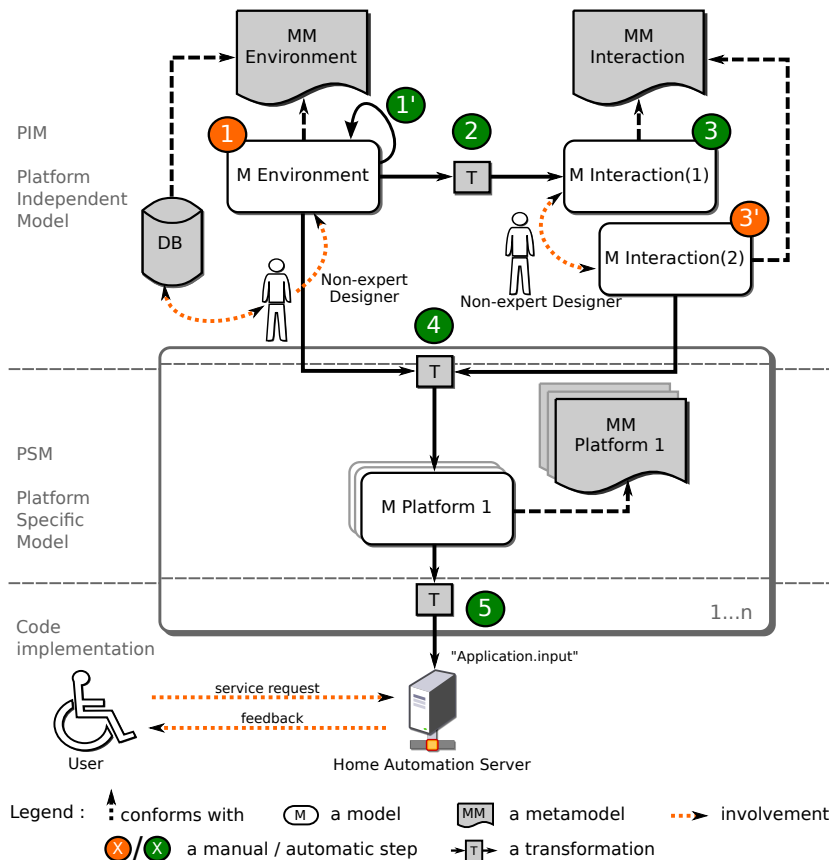 MM
Environment
MM
Interaction
1'
1
2
3
PIM
M Environment
T
M Interaction(1)
Platform
Independent
Model
3'
DB
M Interaction(2)
Non-expert
Designer
Non-expert Designer
4
T
MM
Platform 1
PSM
M Platform 1
Platform
Specific
Model
T
5
1...n
Code
implementation
"Application.input"
service request
feedback
User
Home Automation Server
Legend :
conforms with
M
a model
MM
a metamodel
involvement
X/X
a manual / automatic step
T
a transformation